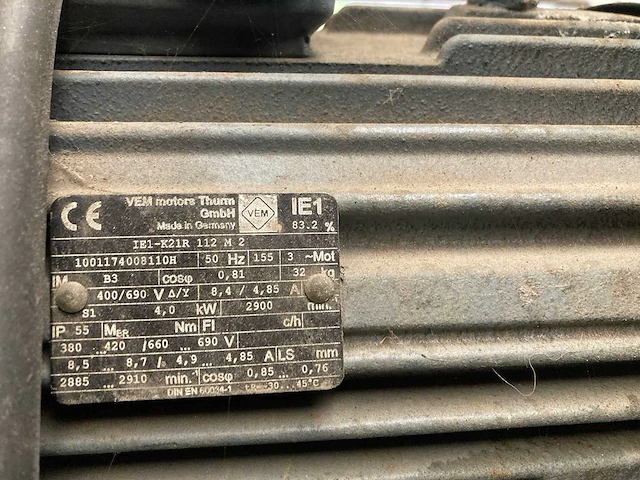 CE VEM motors Thurm GmbH Made in Germany VEM IE1 83.2 %
IE1-K21R 112 M 2
1001174008110H 50 Hz 155 3 ~Mot
IM B3 cosφ 0,81 32 kg
400/690 V Δ/Y 8,4 / 4,85 A
S1 4,0 kW 2900 min.
IP 55 MBR Nm Fl c/h
380 ...420 /660 ... 690 V
8,5 ... 8,7 / 4,9 ... 4,85 A LS mm
2885 ... 2910 min. cosφ 0,85 ... 0,76
DIN EN 60034-1 30... 45°C